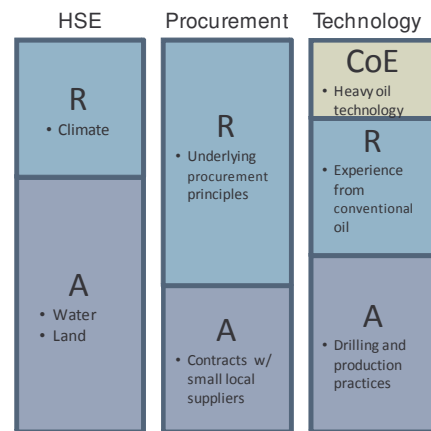 HSE
Procurement
Technology
R
• Climate
A
• Water
• Land
R
• Underlying
procurement
principles
A
• Contracts w/
small local
suppliers
CoE
• Heavy oil
technology
R
• Experience
from
conventional
oil
A
• Drilling and
production
practices